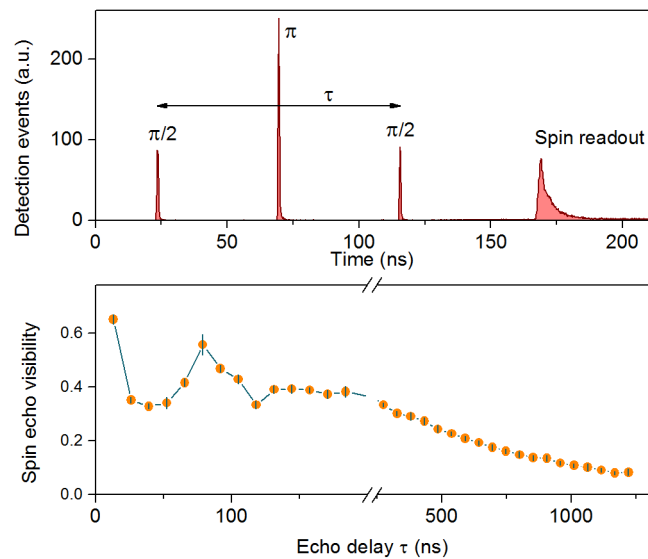 Detection events (a.u.)
200
100
0
π
τ
π/2
π/2
Spin readout
0
50
100
150
200
Time (ns)
Spin echo visibility
0.6
0.4
0.2
0.0
0
100
500
1000
Echo delay τ (ns)